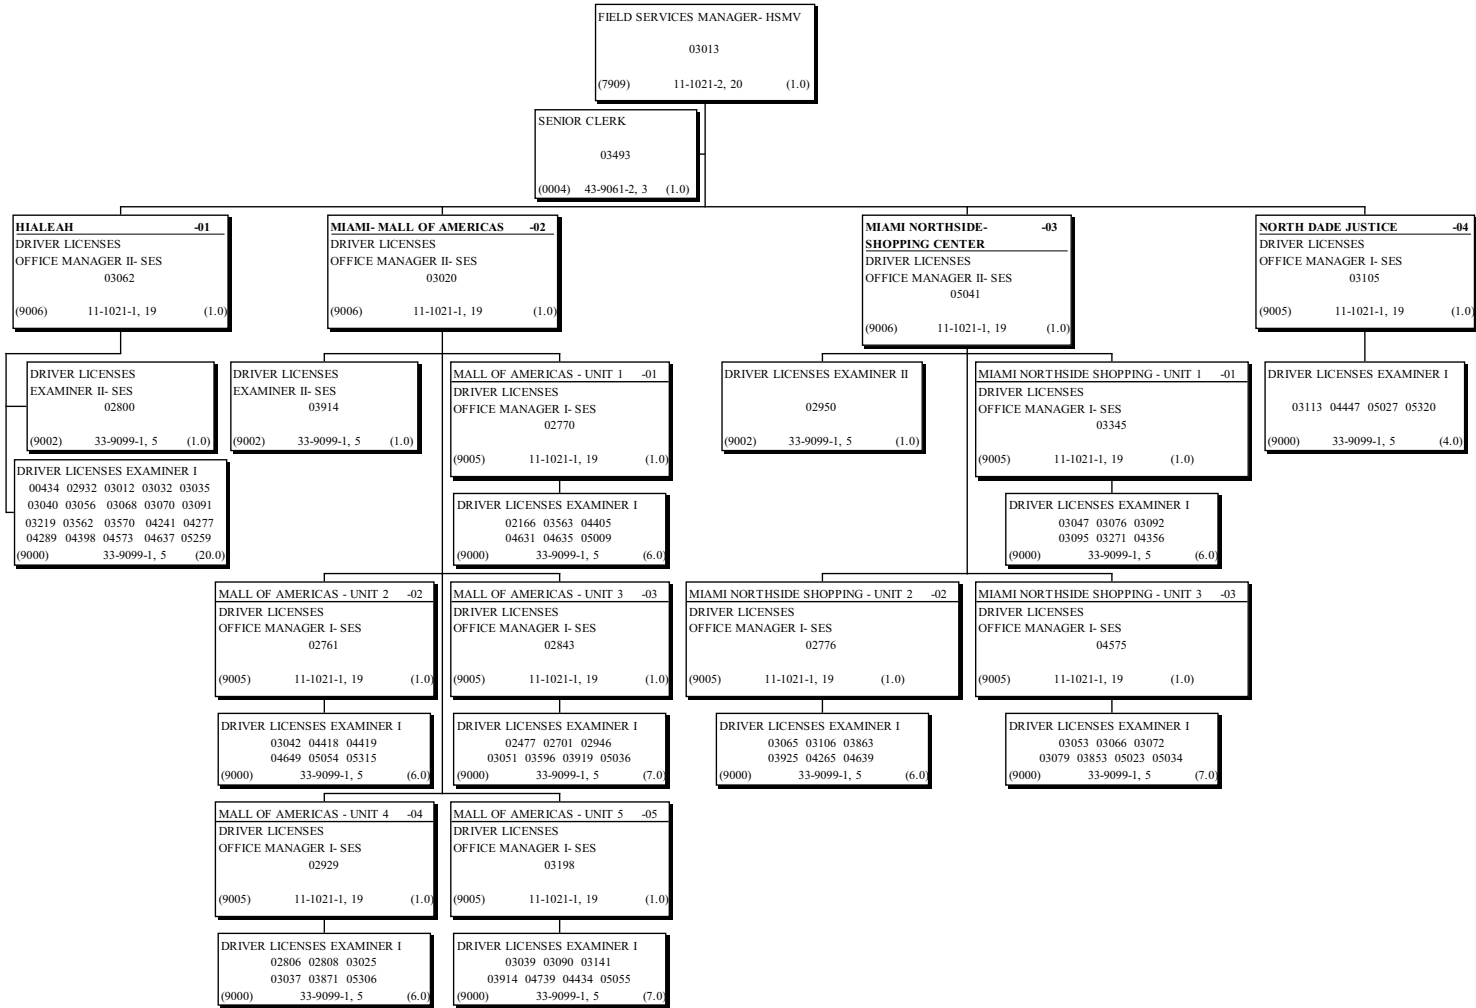 FIELD SERVICES MANAGER- HSMV
03013
(7909) 11-1021-2, 20 (1.0)
SENIOR CLERK
03493
(0004) 43-9061-2, 3 (1.0)
HIALEAH -01
DRIVER LICENSES
OFFICE MANAGER II- SES
03062
(9006) 11-1021-1, 19 (1.0)
MIAMI- MALL OF AMERICAS -02
DRIVER LICENSES
OFFICE MANAGER II- SES
03020
(9006) 11-1021-1, 19 (1.0)
MIAMI NORTHSIDE- -03
SHOPPING CENTER
DRIVER LICENSES
OFFICE MANAGER II- SES
05041
(9006) 11-1021-1, 19 (1.0)
NORTH DADE JUSTICE -04
DRIVER LICENSES
OFFICE MANAGER I- SES
03105
(9005) 11-1021-1, 19 (1.0)
DRIVER LICENSES
EXAMINER II- SES
02800
(9002) 33-9099-1, 5 (1.0)
DRIVER LICENSES
EXAMINER II- SES
03914
(9002) 33-9099-1, 5 (1.0)
MALL OF AMERICAS - UNIT 1 -01
DRIVER LICENSES
OFFICE MANAGER I- SES
02770
(9005) 11-1021-1, 19 (1.0)
DRIVER LICENSES EXAMINER II
02950
(9002) 33-9099-1, 5 (1.0)
MIAMI NORTHSIDE SHOPPING - UNIT 1 -01
DRIVER LICENSES
OFFICE MANAGER I- SES
03345
(9005) 11-1021-1, 19 (1.0)
DRIVER LICENSES EXAMINER I
03113 04447 05027 05320
(9000) 33-9099-1, 5 (4.0)
DRIVER LICENSES EXAMINER I
00434 02932 03012 03032 03035
03040 03056 03068 03070 03091
03219 03562 03570 04241 04277
04289 04398 04573 04637 05259
(9000) 33-9099-1, 5 (20.0)
DRIVER LICENSES EXAMINER I
02166 03563 04405
04631 04635 05009
(9000) 33-9099-1, 5 (6.0)
DRIVER LICENSES EXAMINER I
03047 03076 03092
03095 03271 04356
(9000) 33-9099-1, 5 (6.0)
MALL OF AMERICAS - UNIT 2 -02
DRIVER LICENSES
OFFICE MANAGER I- SES
02761
(9005) 11-1021-1, 19 (1.0)
MALL OF AMERICAS - UNIT 3 -03
DRIVER LICENSES
OFFICE MANAGER I- SES
02843
(9005) 11-1021-1, 19 (1.0)
MIAMI NORTHSIDE SHOPPING - UNIT 2 -02
DRIVER LICENSES
OFFICE MANAGER I- SES
02776
(9005) 11-1021-1, 19 (1.0)
MIAMI NORTHSIDE SHOPPING - UNIT 3 -03
DRIVER LICENSES
OFFICE MANAGER I- SES
04575
(9005) 11-1021-1, 19 (1.0)
DRIVER LICENSES EXAMINER I
03042 04418 04419
04649 05054 05315
(9000) 33-9099-1, 5 (6.0)
DRIVER LICENSES EXAMINER I
02477 02701 02946
03051 03596 03919 05036
(9000) 33-9099-1, 5 (7.0)
DRIVER LICENSES EXAMINER I
03065 03106 03863
03925 04265 04639
(9000) 33-9099-1, 5 (6.0)
DRIVER LICENSES EXAMINER I
03053 03066 03072
03079 03853 05023 05034
(9000) 33-9099-1, 5 (7.0)
MALL OF AMERICAS - UNIT 4 -04
DRIVER LICENSES
OFFICE MANAGER I- SES
02929
(9005) 11-1021-1, 19 (1.0)
MALL OF AMERICAS - UNIT 5 -05
DRIVER LICENSES
OFFICE MANAGER I- SES
03198
(9005) 11-1021-1, 19 (1.0)
DRIVER LICENSES EXAMINER I
02806 02808 03025
03037 03871 05306
(9000) 33-9099-1, 5 (6.0)
DRIVER LICENSES EXAMINER I
03039 03090 03141
03914 04739 04434 05055
(9000) 33-9099-1, 5 (7.0)